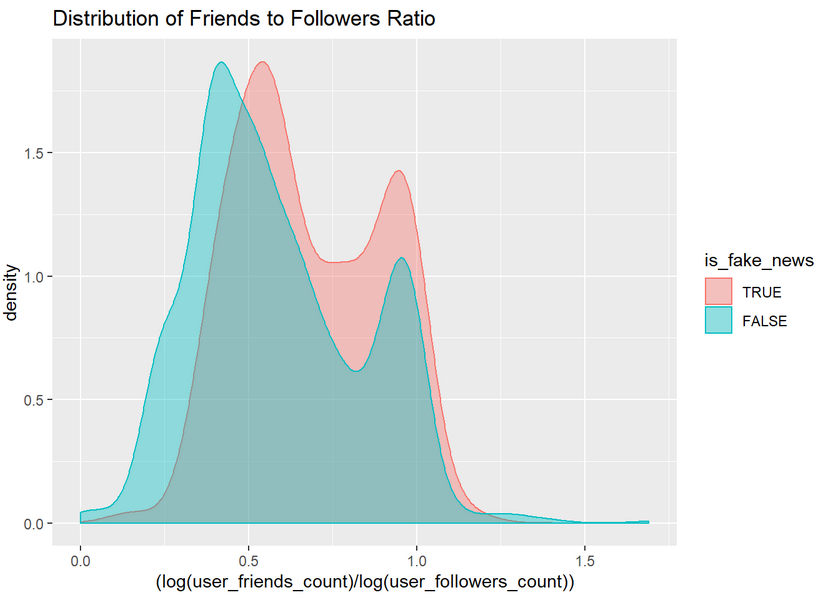 Distribution of Friends to Followers Ratio
1.5
1.0
0.5
0.0
density
0.0 0.5 1.0 1.5
(log(user_friends_count)/log(user_followers_count))
is_fake_news
TRUE
FALSE